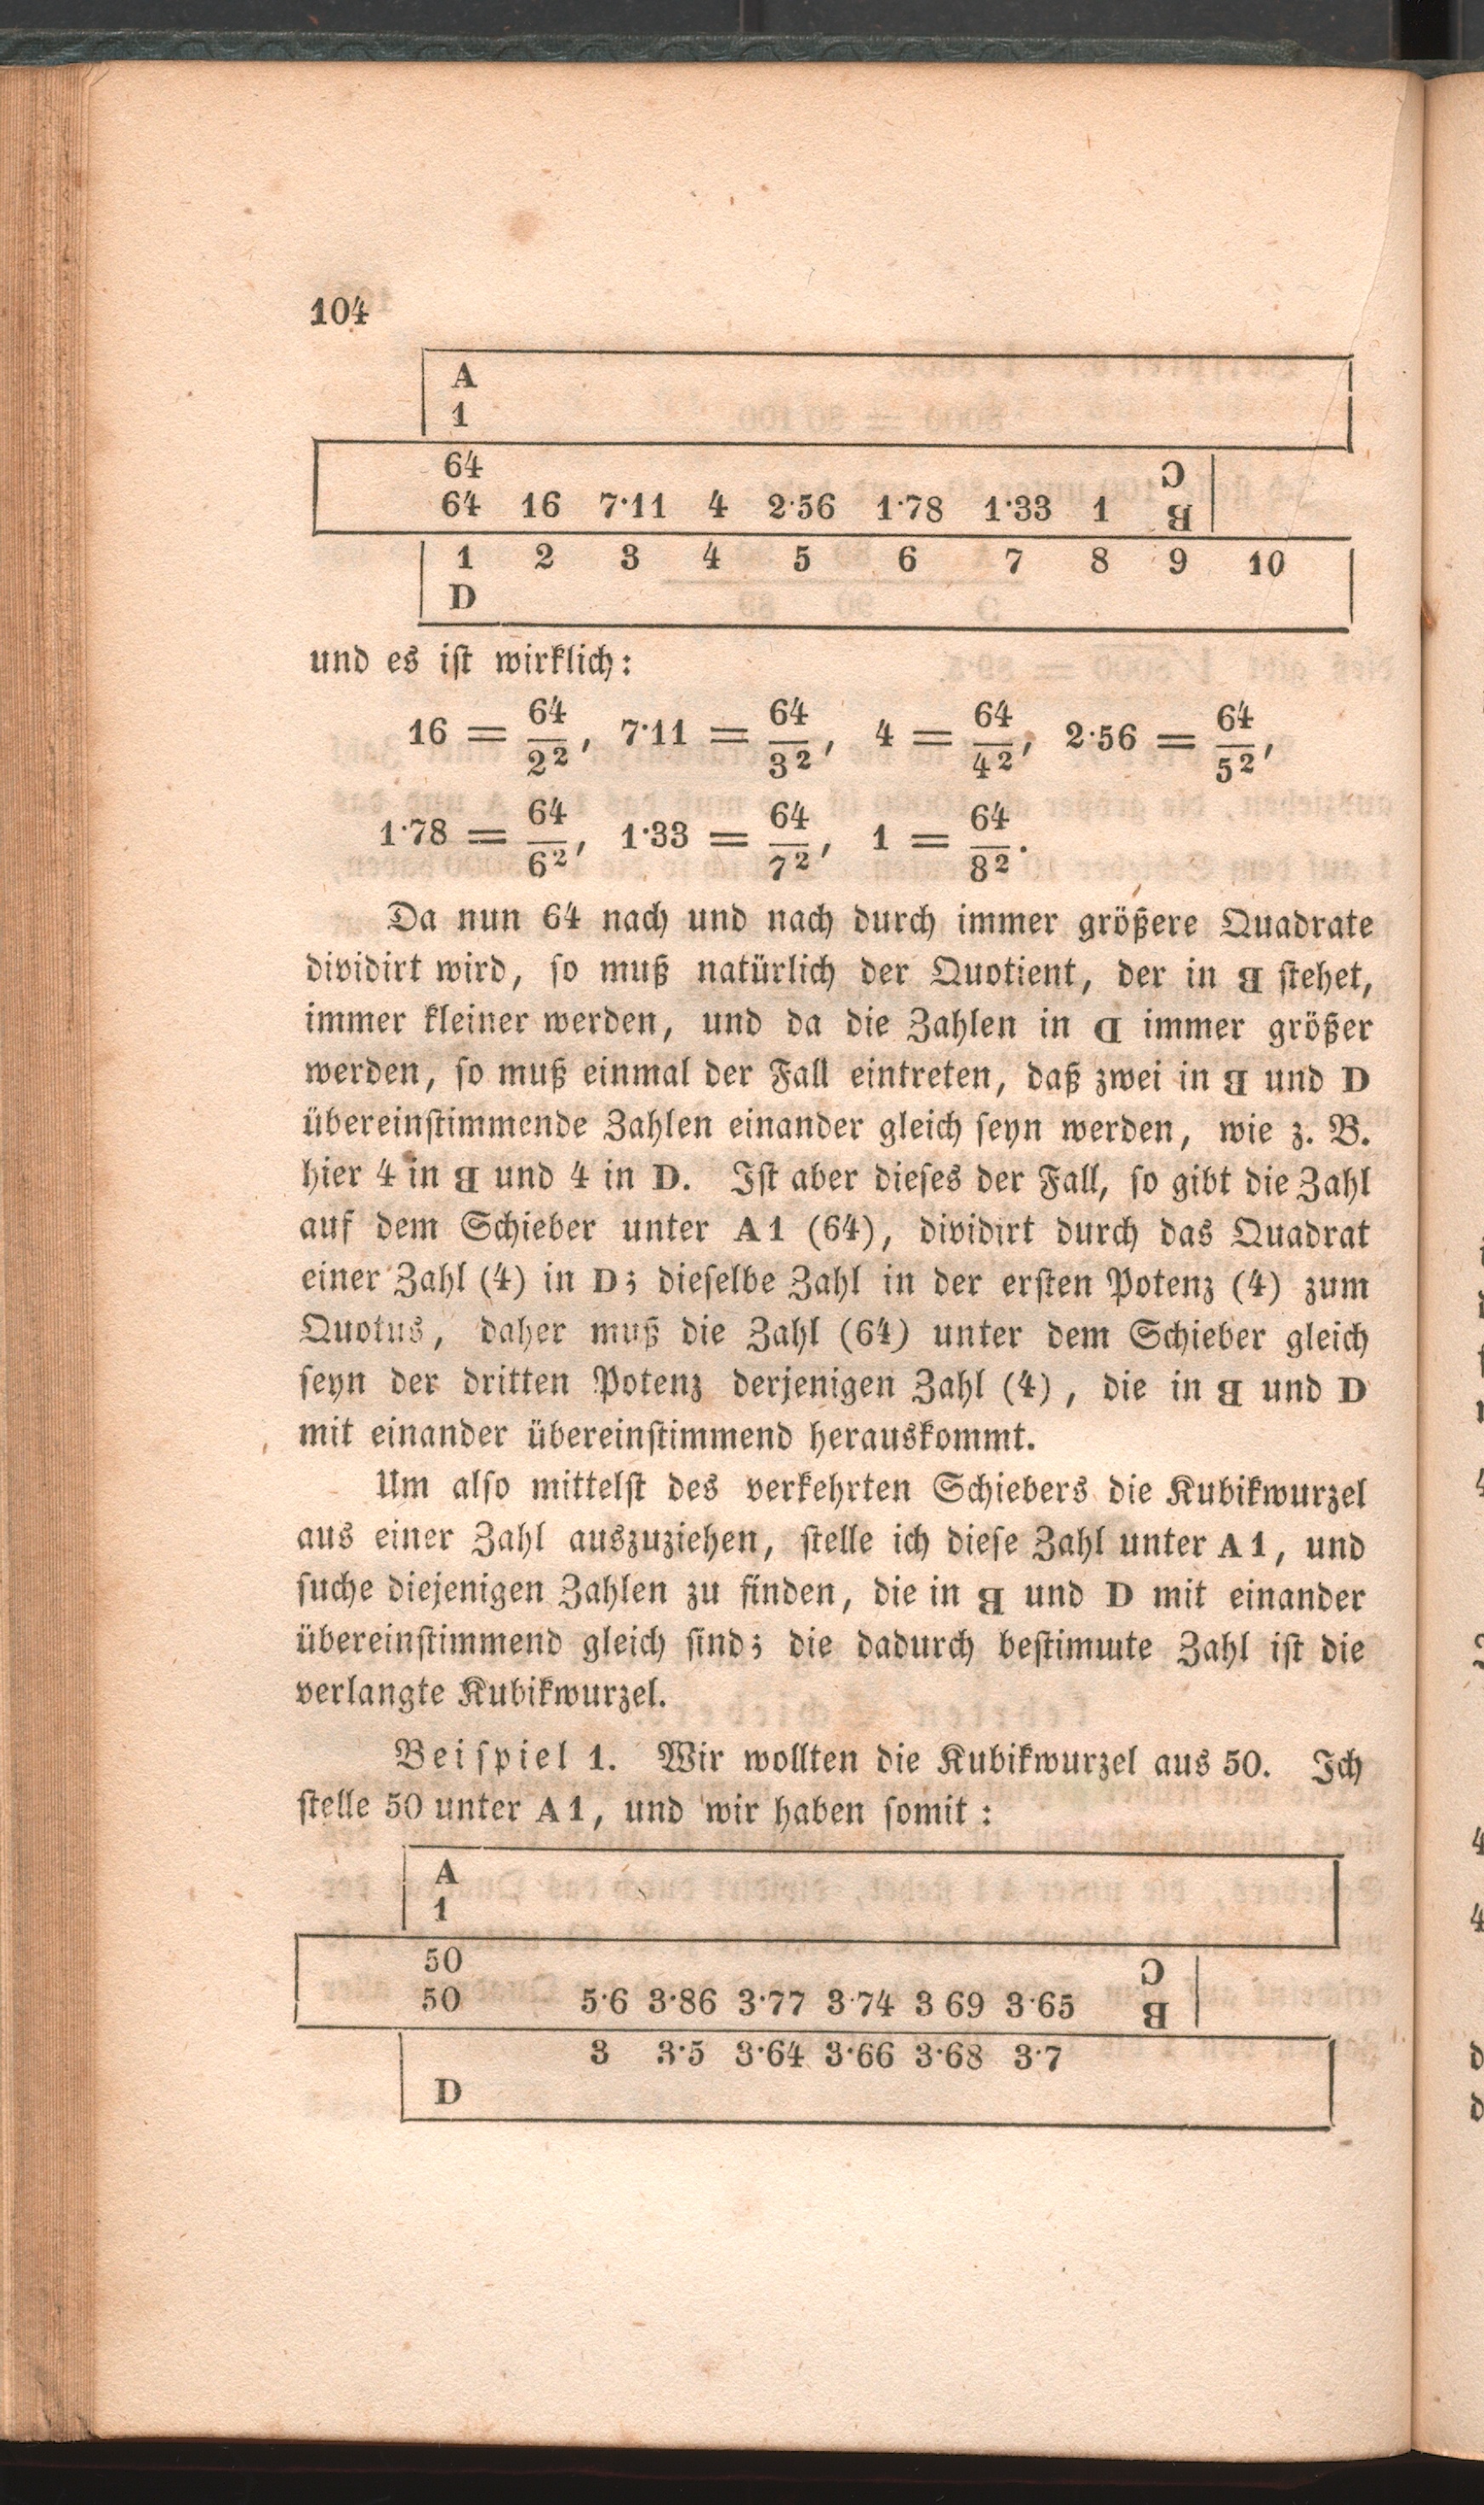 104
A
1
64
64 16 7·11 4 2·56 1·78 1·33 1
C
B
1 2 3 4 5 6 7 8 9 10
D
und es iſt wirklich:
16 = 64/2², 7·11 = 64/3², 4 = 64/4², 2·56 = 64/5²,
1·78 = 64/6², 1·33 = 64/7², 1 = 64/8².
Da nun 64 nach und nach durch immer größere Quadrate
dividirt wird, ſo muß natürlich der Quotient, der in B ſtehet,
immer kleiner werden, und da die Zahlen in D immer größer
werden, ſo muß einmal der Fall eintreten, daß zwei in B und D
übereinſtimmende Zahlen einander gleich ſeyn werden, wie z. B.
hier 4 in B und 4 in D. Iſt aber dieſes der Fall, ſo gibt die Zahl
auf dem Schieber unter A 1 (64), dividirt durch das Quadrat
einer Zahl (4) in D; dieſelbe Zahl in der erſten Potenz (4) zum
Quotus, daher muß die Zahl (64) unter dem Schieber gleich
ſeyn der dritten Potenz derjenigen Zahl (4), die in B und D
mit einander übereinſtimmend herauskommt.
Um alſo mittelſt des verkehrten Schiebers die Kubikwurzel
aus einer Zahl auszuziehen, ſtelle ich dieſe Zahl unter A 1, und
ſuche diejenigen Zahlen zu finden, die in B und D mit einander
übereinſtimmend gleich ſind; die dadurch beſtimmte Zahl iſt die
verlangte Kubikwurzel.
Beiſpiel 1. Wir wollten die Kubikwurzel aus 50. Ich
ſtelle 50 unter A 1, und wir haben ſomit:
A
1
50
50 5·6 3·86 3·77 3·74 3 69 3·65
C
B
3 3·5 3·64 3·66 3·68 3·7
D